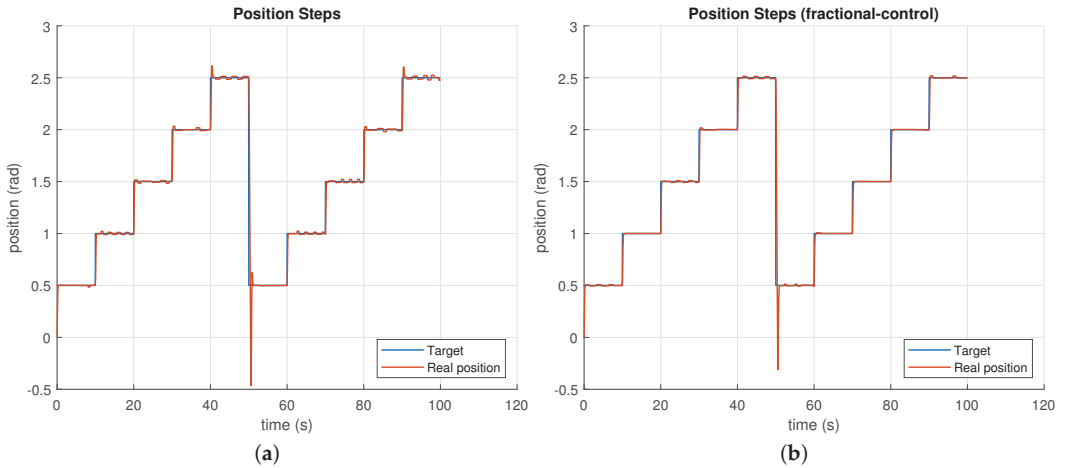 Position Steps
3
2.5
2
1.5
1
0.5
0
-0.5
position (rad)
0 20 40 60 80 100 120
time (s)
Target
Real position
(a)
Position Steps (fractional-control)
3
2.5
2
1.5
1
0.5
0
-0.5
position (rad)
0 20 40 60 80 100 120
time (s)
Target
Real position
(b)